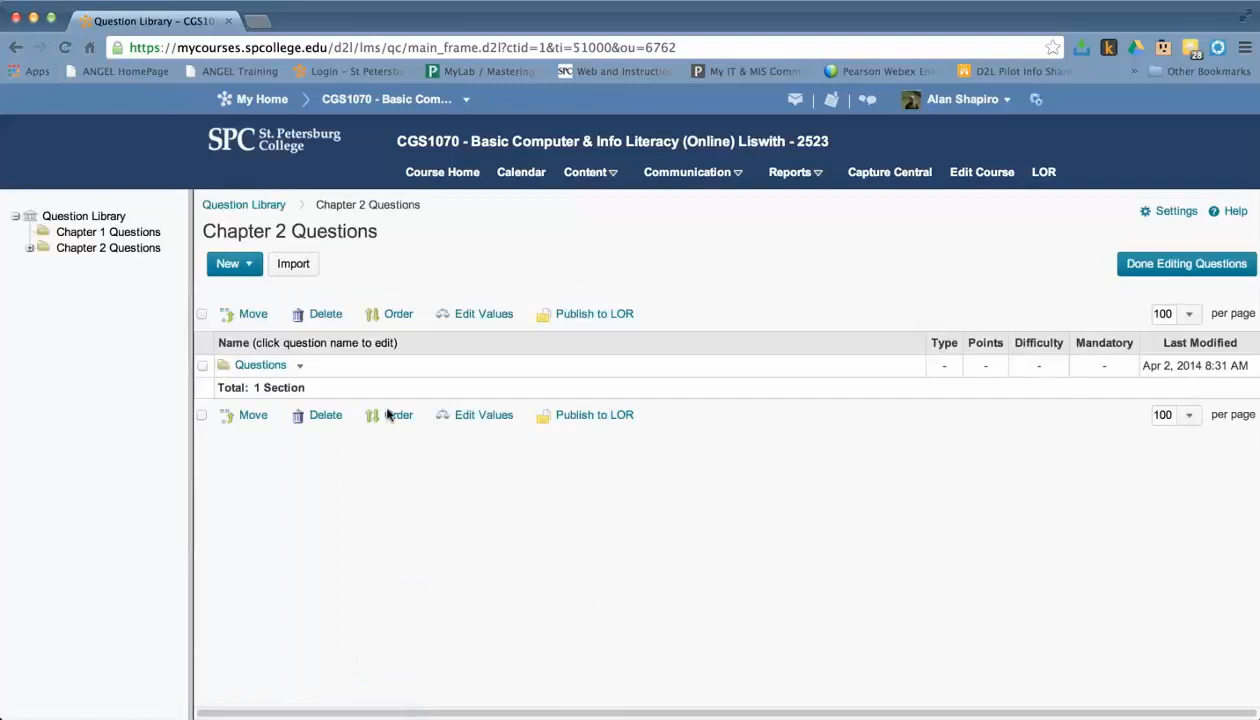 Question Library – CGS10
https://mycourses.spcollege.edu/d2l/lms/qc/main_frame.d2l?ctid=1&ti=51000&ou=6762
Apps ANGEL HomePage ANGEL Training Login – St Petersb MyLab / Mastering SPC Web and Instructio My IT & MIS Comm Pearson Webex En D2L Pilot Info Sha » Other Bookmarks
28
My Home CGS1070 - Basic Com... Alan Shapiro
SPC St. Petersburg College
CGS1070 - Basic Computer & Info Literacy (Online) Liswith - 2523
Course Home Calendar Content Communication Reports Capture Central Edit Course LOR
Question Library
Chapter 1 Questions
Chapter 2 Questions
Question Library Chapter 2 Questions
Settings Help
Chapter 2 Questions
New Import Done Editing Questions
Move Delete Order Edit Values Publish to LOR 100 per page
Name (click question name to edit) Type Points Difficulty Mandatory Last Modified
Questions - - - - Apr 2, 2014 8:31 AM
Total: 1 Section
Move Delete Order Edit Values Publish to LOR 100 per page